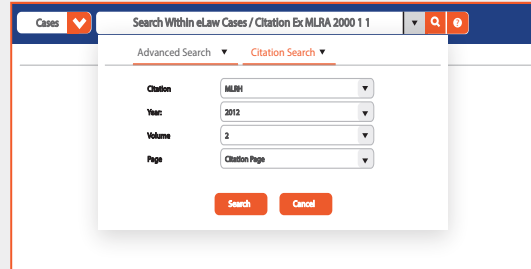 Cases Search Within eLaw Cases / Citation Ex MLRA 2000 1 1
Advanced Search Citation Search
Citation MLRH
Year: 2012
Volume 2
Page Citation Page
Search Cancel